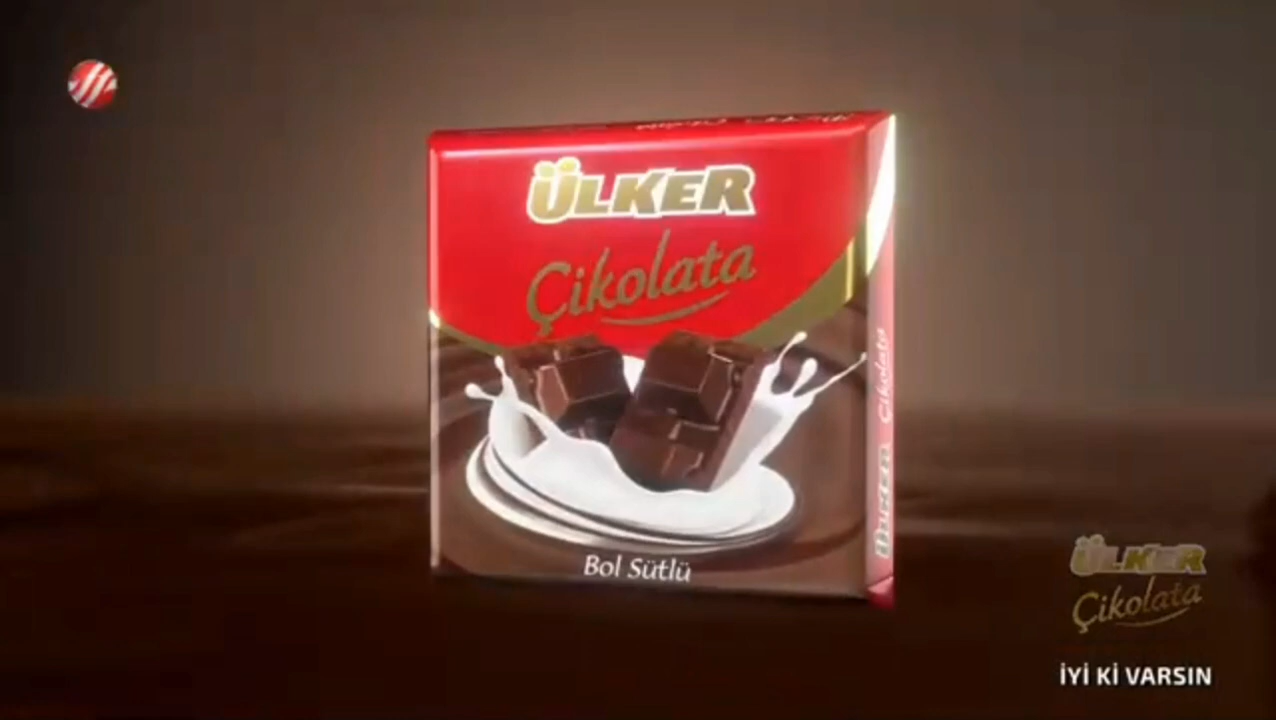 ÜLKER
Çikolata
Bol Sütlü
ÜLKER Çikolata
ÜLKER
Çikolata
İYİ Kİ VARSIN